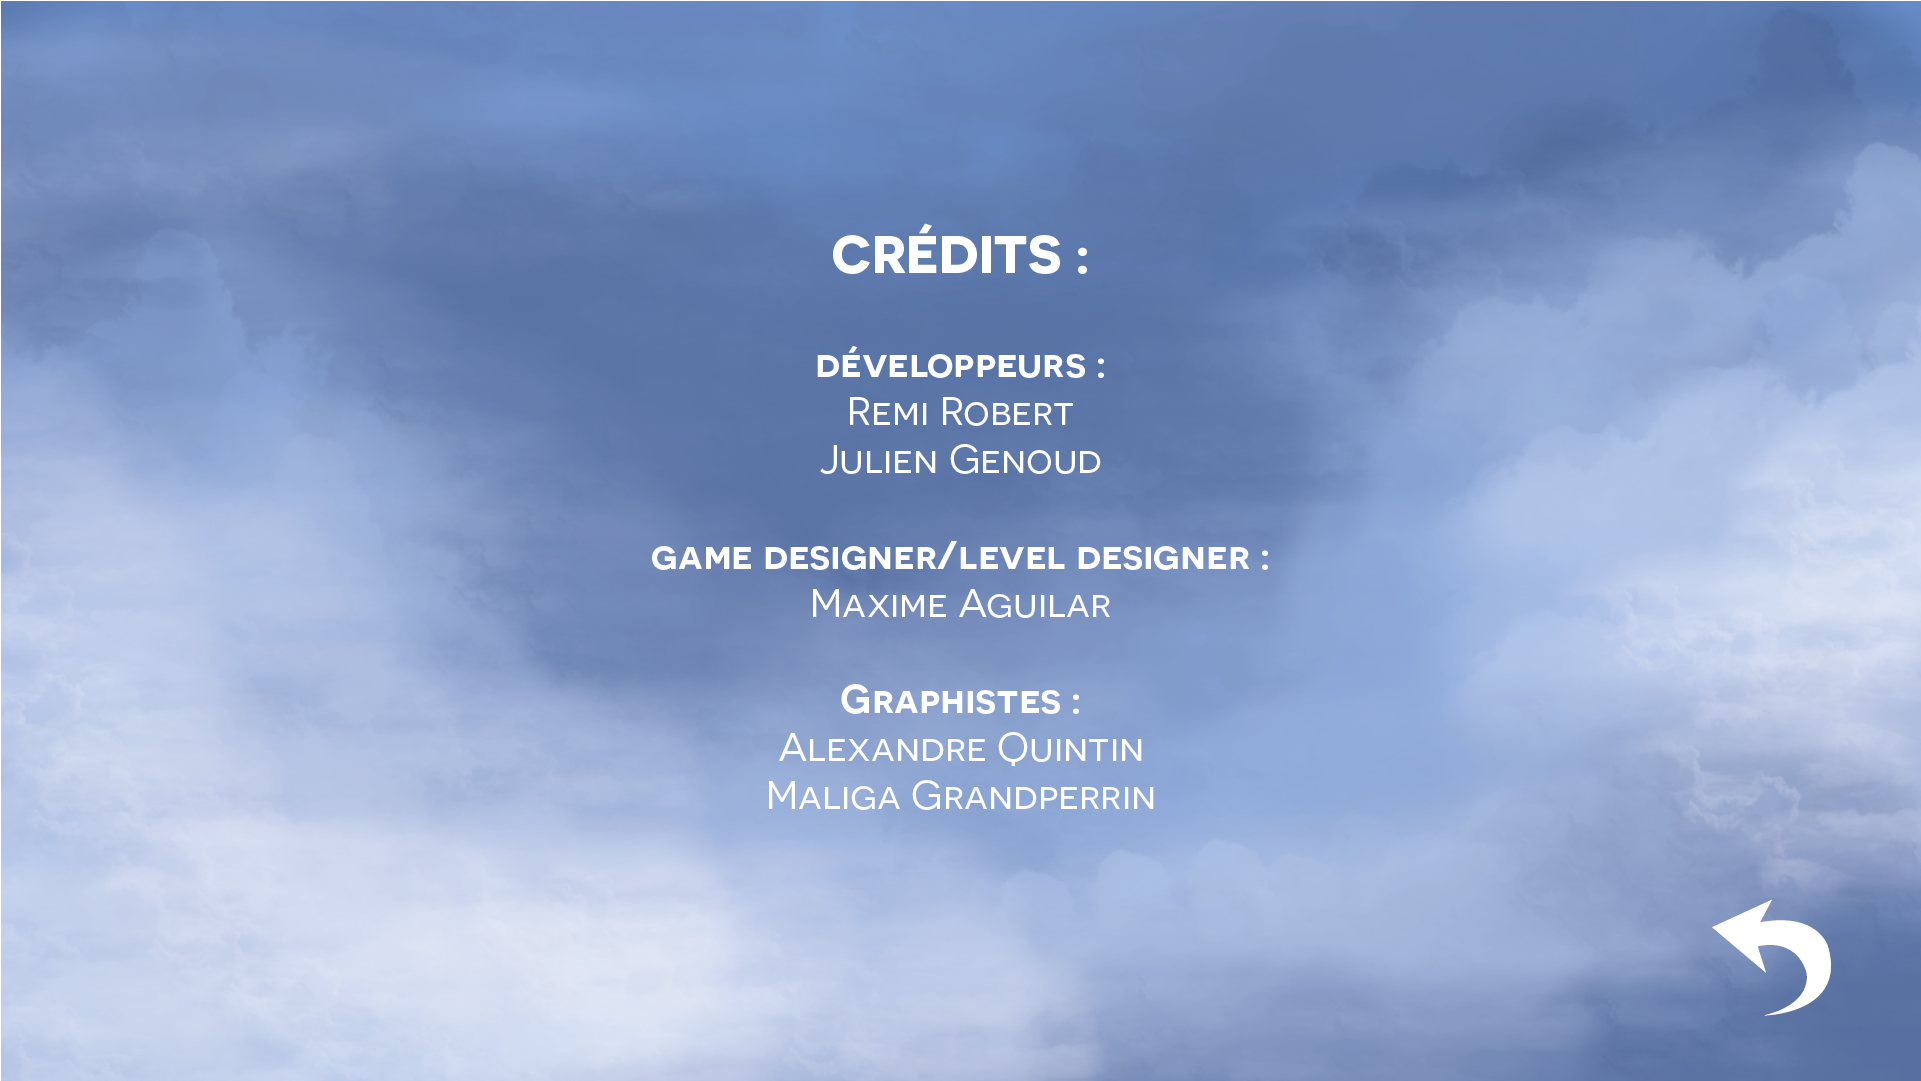 CRÉDITS :
DÉVELOPPEURS :
REMI ROBERT
JULIEN GENOUD
GAME DESIGNER/LEVEL DESIGNER :
MAXIME AGUILAR
GRAPHISTES :
ALEXANDRE QUINTIN
MALIGA GRANDPERRIN